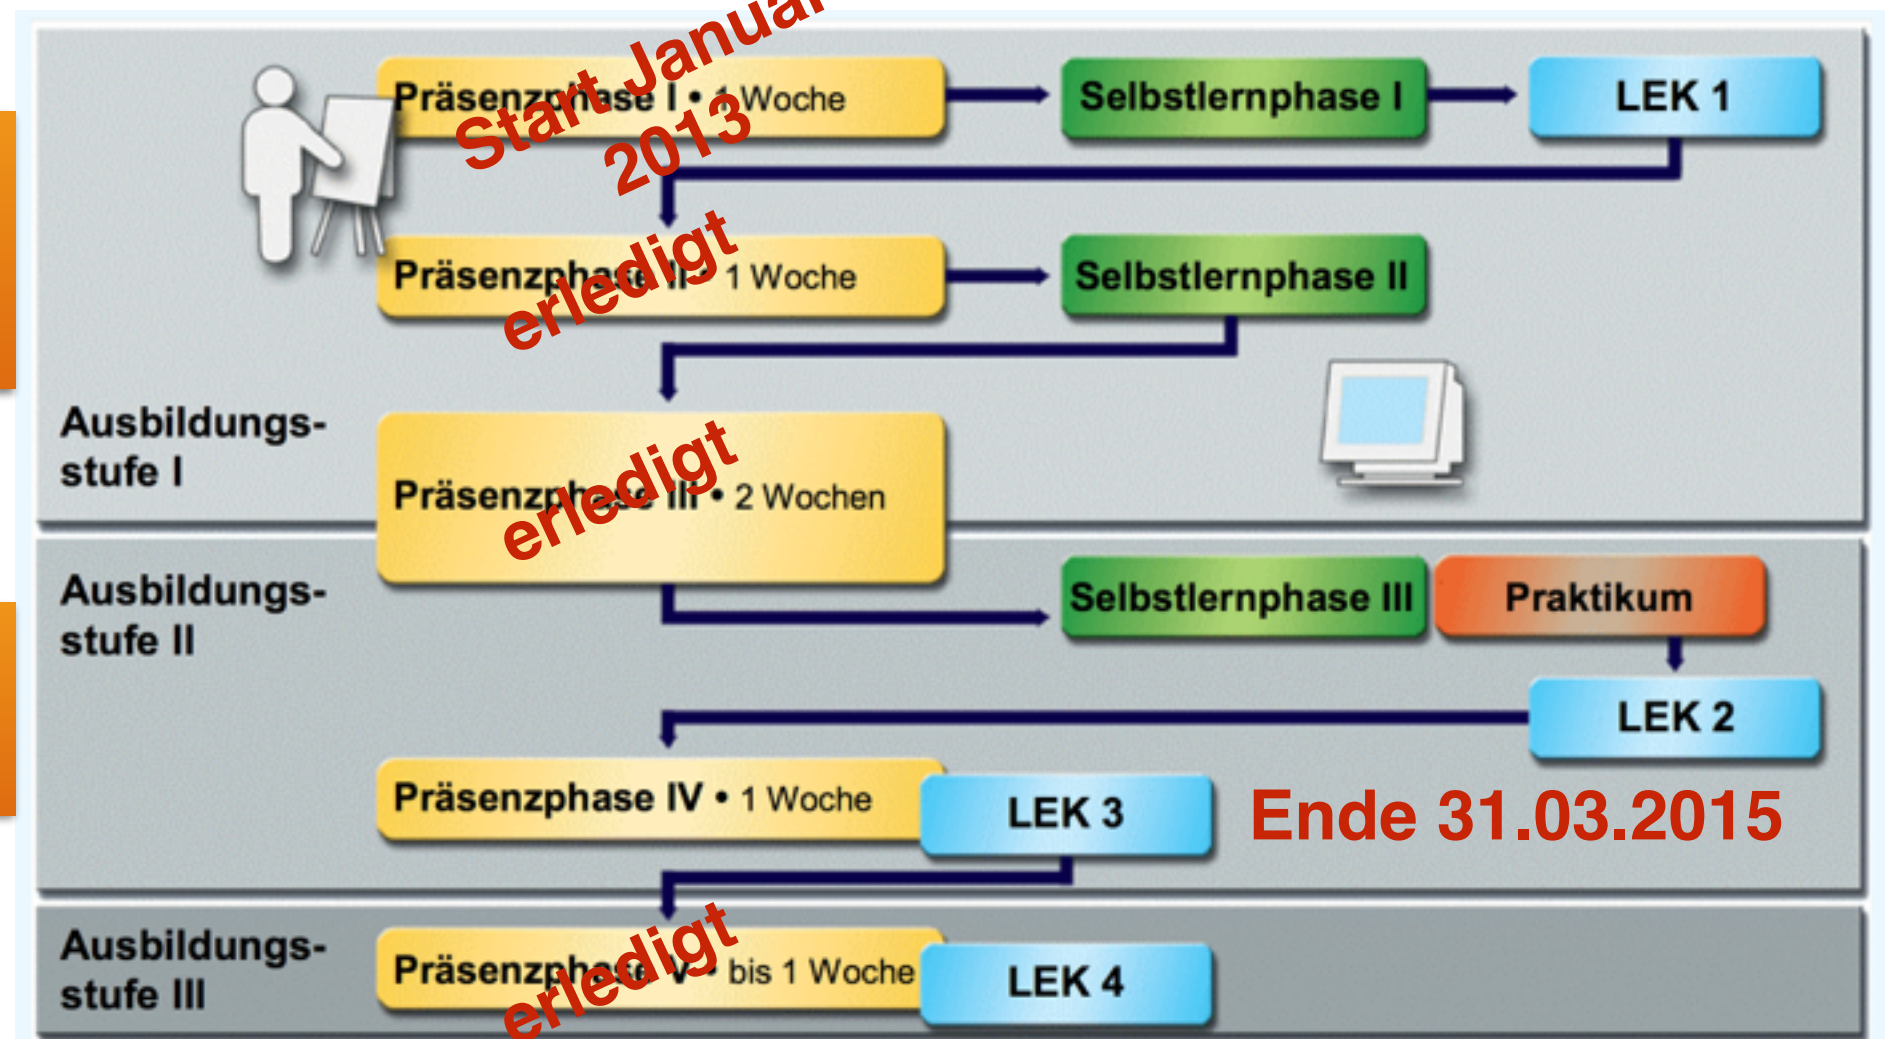 Start Januar
2013
Präsenzphase I • 1 Woche
Selbstlernphase I
LEK 1
erledigt
Präsenzphase II • 1 Woche
Selbstlernphase II
Ausbildungs-
stufe I
erledigt
Präsenzphase III • 2 Wochen
Ausbildungs-
stufe II
Selbstlernphase III
Praktikum
LEK 2
Präsenzphase IV • 1 Woche
LEK 3
Ende 31.03.2015
Ausbildungs-
stufe III
erledigt
Präsenzphase V • bis 1 Woche
LEK 4